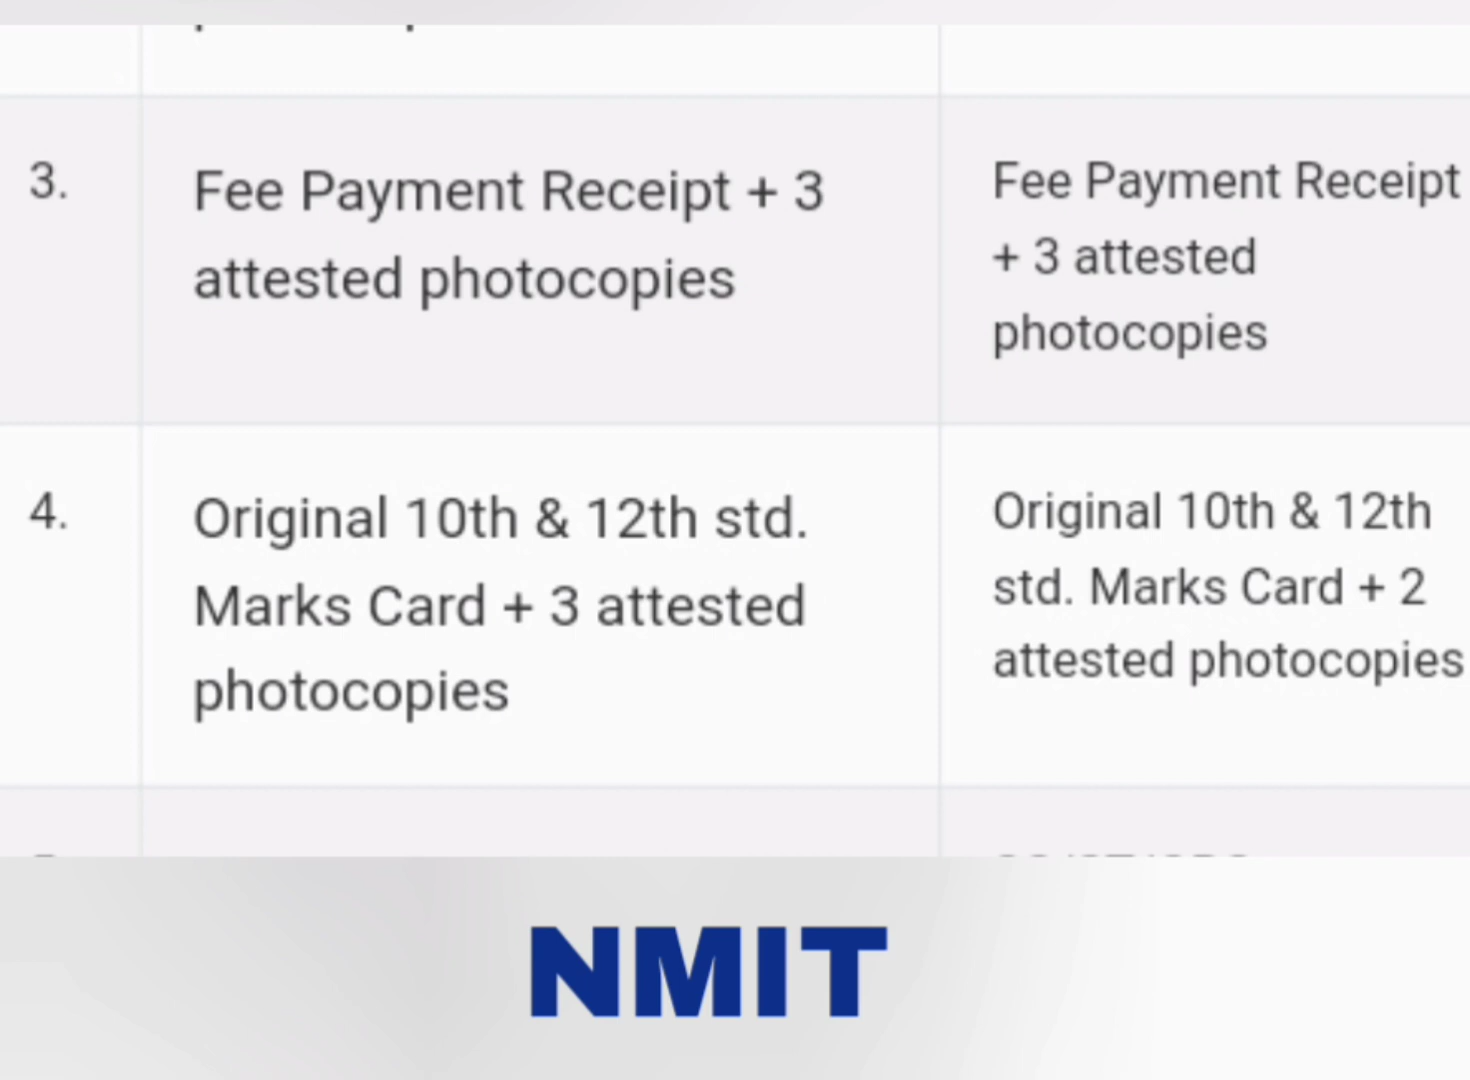 3.
Fee Payment Receipt + 3
attested photocopies
Fee Payment Receipt
+ 3 attested
photocopies
4.
Original 10th & 12th std.
Marks Card + 3 attested
photocopies
Original 10th & 12th
std. Marks Card + 2
attested photocopies
NMIT